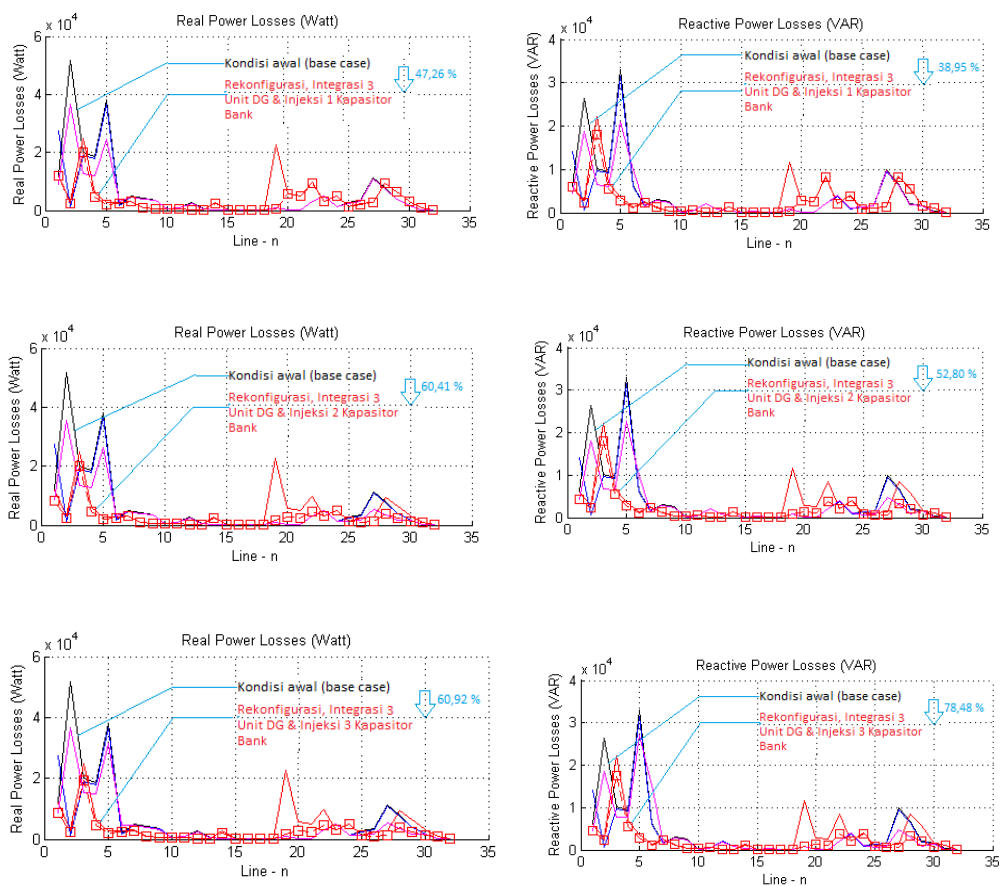 Real Power Losses (Watt)
x 10^4
Real Power Losses (Watt)
6
4
2
0
Kondisi awal (base case)
Rekonfigurasi, Integrasi 3
Unit DG & Injeksi 1 Kapasitor
Bank
47,26 %
0 5 10 15 20 25 30 35
Line - n
Reactive Power Losses (VAR)
x 10^4
Reactive Power Losses (VAR)
4
3
2
1
0
Kondisi awal (base case)
Rekonfigurasi, Integrasi 3
Unit DG & Injeksi 1 Kapasitor
Bank
38,95 %
0 5 10 15 20 25 30 35
Line - n
Real Power Losses (Watt)
x 10^4
Real Power Losses (Watt)
6
4
2
0
Kondisi awal (base case)
Rekonfigurasi, Integrasi 3
Unit DG & Injeksi 2 Kapasitor
Bank
60,41 %
0 5 10 15 20 25 30 35
Line - n
Reactive Power Losses (VAR)
x 10^4
Reactive Power Losses (VAR)
4
3
2
1
0
Kondisi awal (base case)
Rekonfigurasi, Integrasi 3
Unit DG & Injeksi 2 Kapasitor
Bank
52,80 %
0 5 10 15 20 25 30 35
Line - n
Real Power Losses (Watt)
x 10^4
Real Power Losses (Watt)
6
4
2
0
Kondisi awal (base case)
Rekonfigurasi, Integrasi 3
Unit DG & Injeksi 3 Kapasitor
Bank
60,92 %
0 5 10 15 20 25 30 35
Line - n
Reactive Power Losses (VAR)
x 10^4
Reactive Power Losses (VAR)
4
3
2
1
0
Kondisi awal (base case)
Rekonfigurasi, Integrasi 3
Unit DG & Injeksi 3 Kapasitor
Bank
78,48 %
0 5 10 15 20 25 30 35
Line - n